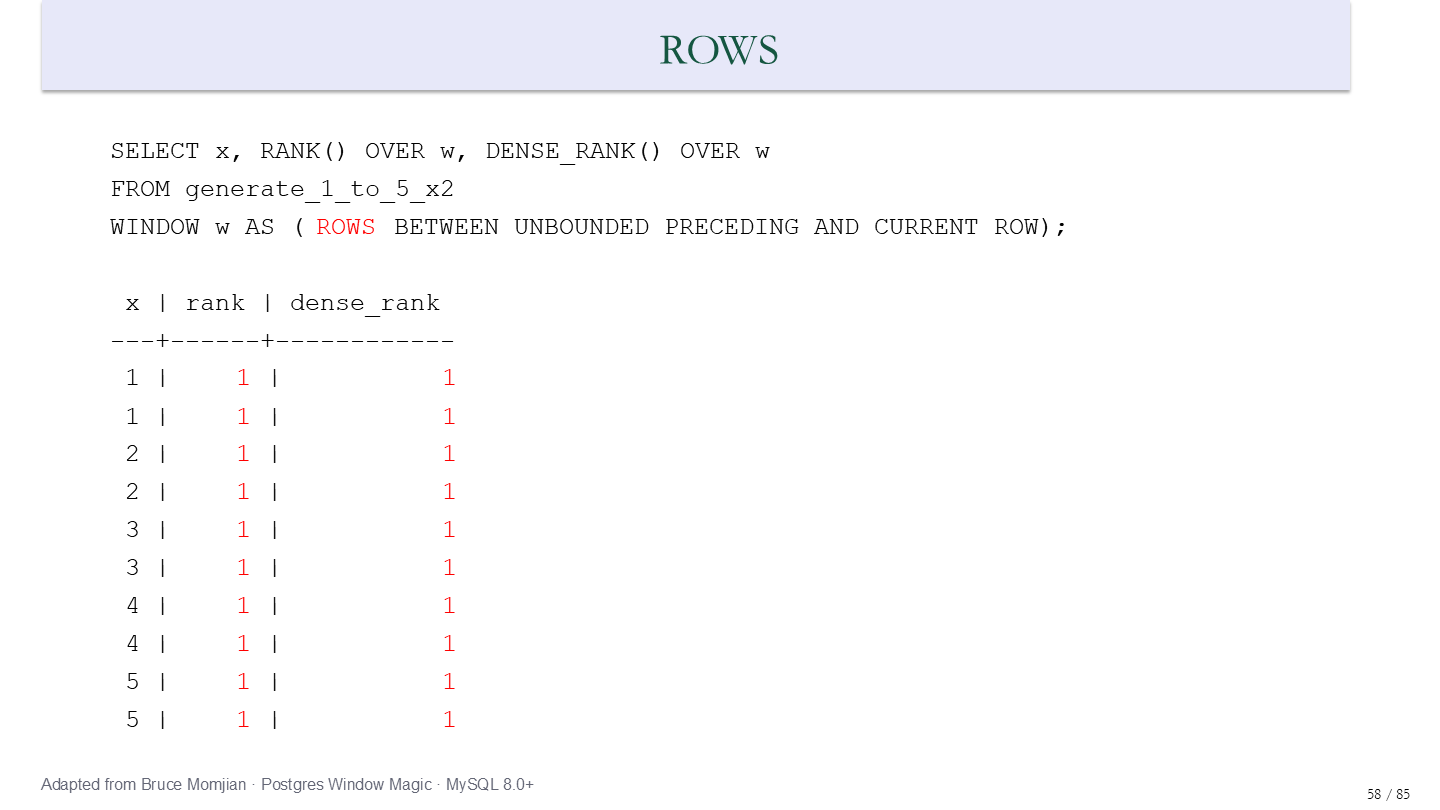 ROWS
SELECT x, RANK() OVER w, DENSE_RANK() OVER w
FROM generate_1_to_5_x2
WINDOW w AS ( ROWS BETWEEN UNBOUNDED PRECEDING AND CURRENT ROW);
x | rank | dense_rank
---+------+------------
1 | 1 | 1
1 | 1 | 1
2 | 1 | 1
2 | 1 | 1
3 | 1 | 1
3 | 1 | 1
4 | 1 | 1
4 | 1 | 1
5 | 1 | 1
5 | 1 | 1
Adapted from Bruce Momjian · Postgres Window Magic · MySQL 8.0+
58 / 85